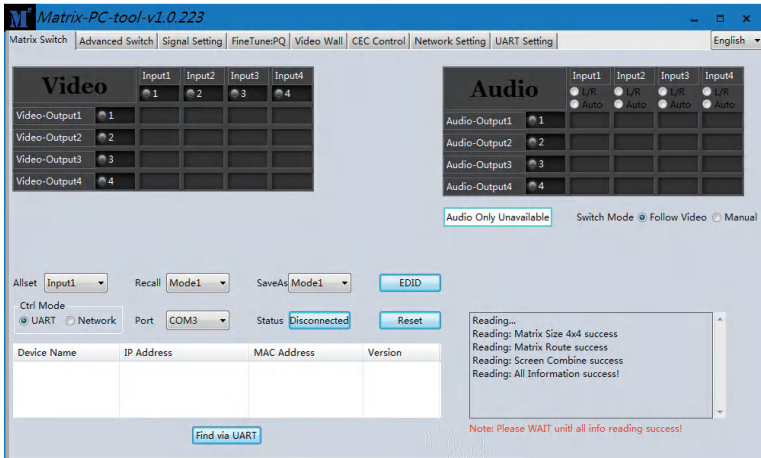 M Matrix-PC-tool-v1.0.223
Matrix Switch Advanced Switch Signal Setting FineTune:PQ Video Wall CEC Control Network Setting UART Setting English
Video Input1 Input2 Input3 Input4
1 2 3 4
Video-Output1 1
Video-Output2 2
Video-Output3 3
Video-Output4 4
Audio Input1 Input2 Input3 Input4
L/R L/R L/R L/R
Auto Auto Auto Auto
Audio-Output1 1
Audio-Output2 2
Audio-Output3 3
Audio-Output4 4
Audio Only Unavailable Switch Mode Follow Video Manual
Allset Input1 Recall Mode1 SaveAs Mode1 EDID
Ctrl Mode
UART Network Port COM3 Status Disconnected Reset
Device Name IP Address MAC Address Version
Find via UART
Reading...
Reading: Matrix Size 4x4 success
Reading: Matrix Route success
Reading: Screen Combine success
Reading: All Information success!
Note: Please WAIT unitl all info reading success!